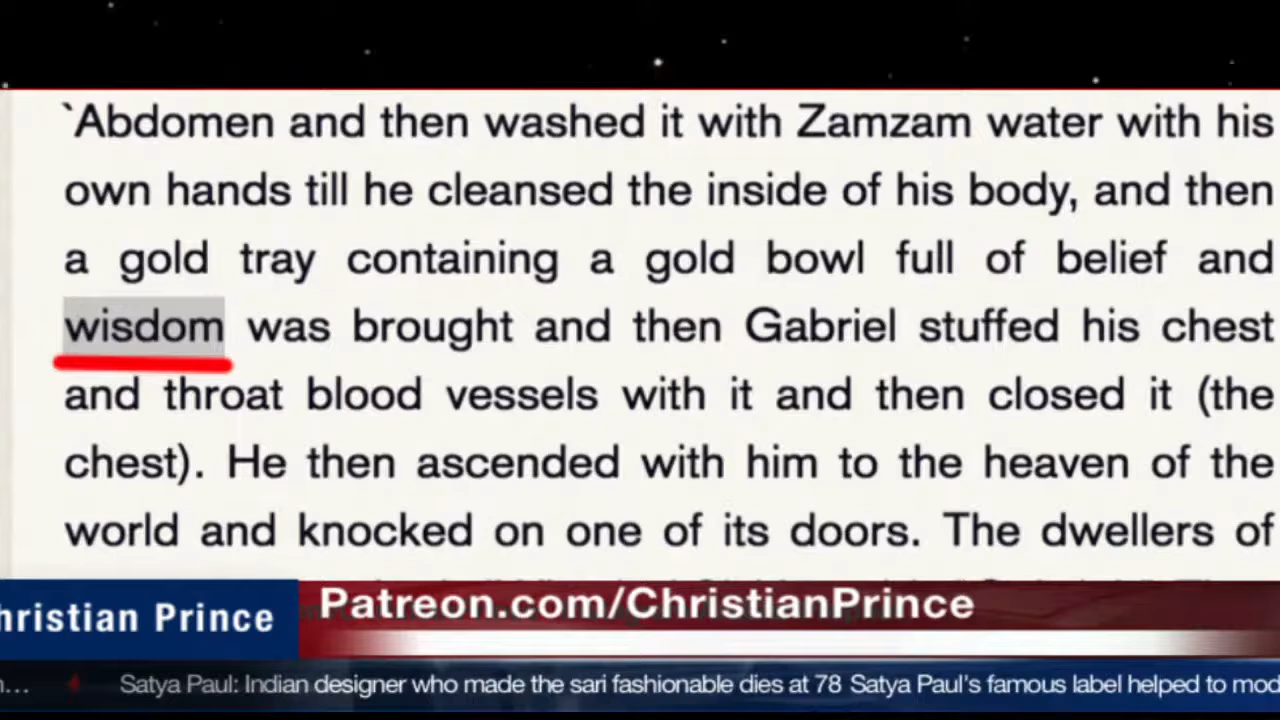 `Abdomen and then washed it with Zamzam water with his
own hands till he cleansed the inside of his body, and then
a gold tray containing a gold bowl full of belief and
wisdom was brought and then Gabriel stuffed his chest
and throat blood vessels with it and then closed it (the
chest). He then ascended with him to the heaven of the
world and knocked on one of its doors. The dwellers of
hristian Prince
Patreon.com/ChristianPrince
Satya Paul: Indian designer who made the sari fashionable dies at 78 Satya Paul's famous label helped to mod